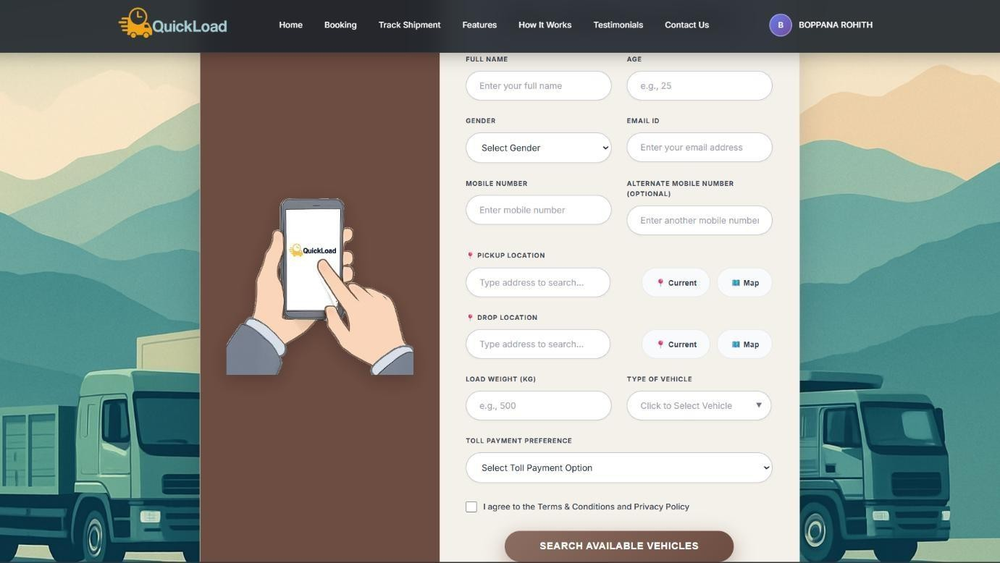 QuickLoad
Home
Booking
Track Shipment
Features
How It Works
Testimonials
Contact Us
B
BOPPANA ROHITH
FULL NAME
AGE
Enter your full name
e.g., 25
GENDER
EMAIL ID
Select Gender
Enter your email address
MOBILE NUMBER
ALTERNATE MOBILE NUMBER
(OPTIONAL)
Enter mobile number
Enter another mobile number
QuickLoad
PICKUP LOCATION
Type address to search...
Current
Map
DROP LOCATION
Type address to search...
Current
Map
LOAD WEIGHT (KG)
TYPE OF VEHICLE
e.g., 500
Click to Select Vehicle
TOLL PAYMENT PREFERENCE
Select Toll Payment Option
I agree to the Terms & Conditions and Privacy Policy
SEARCH AVAILABLE VEHICLES